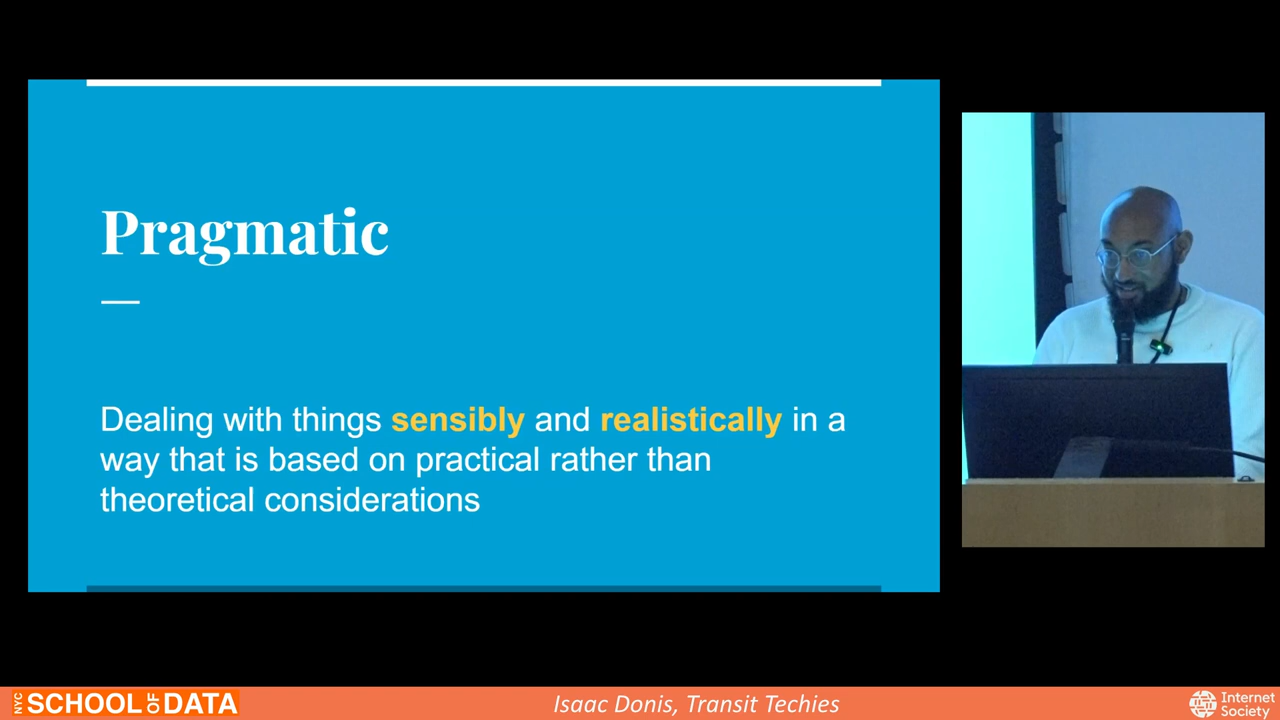 Pragmatic
Dealing with things sensibly and realistically in a
way that is based on practical rather than
theoretical considerations
NYC SCHOOL OF DATA
Isaac Donis, Transit Techies
Internet
Society